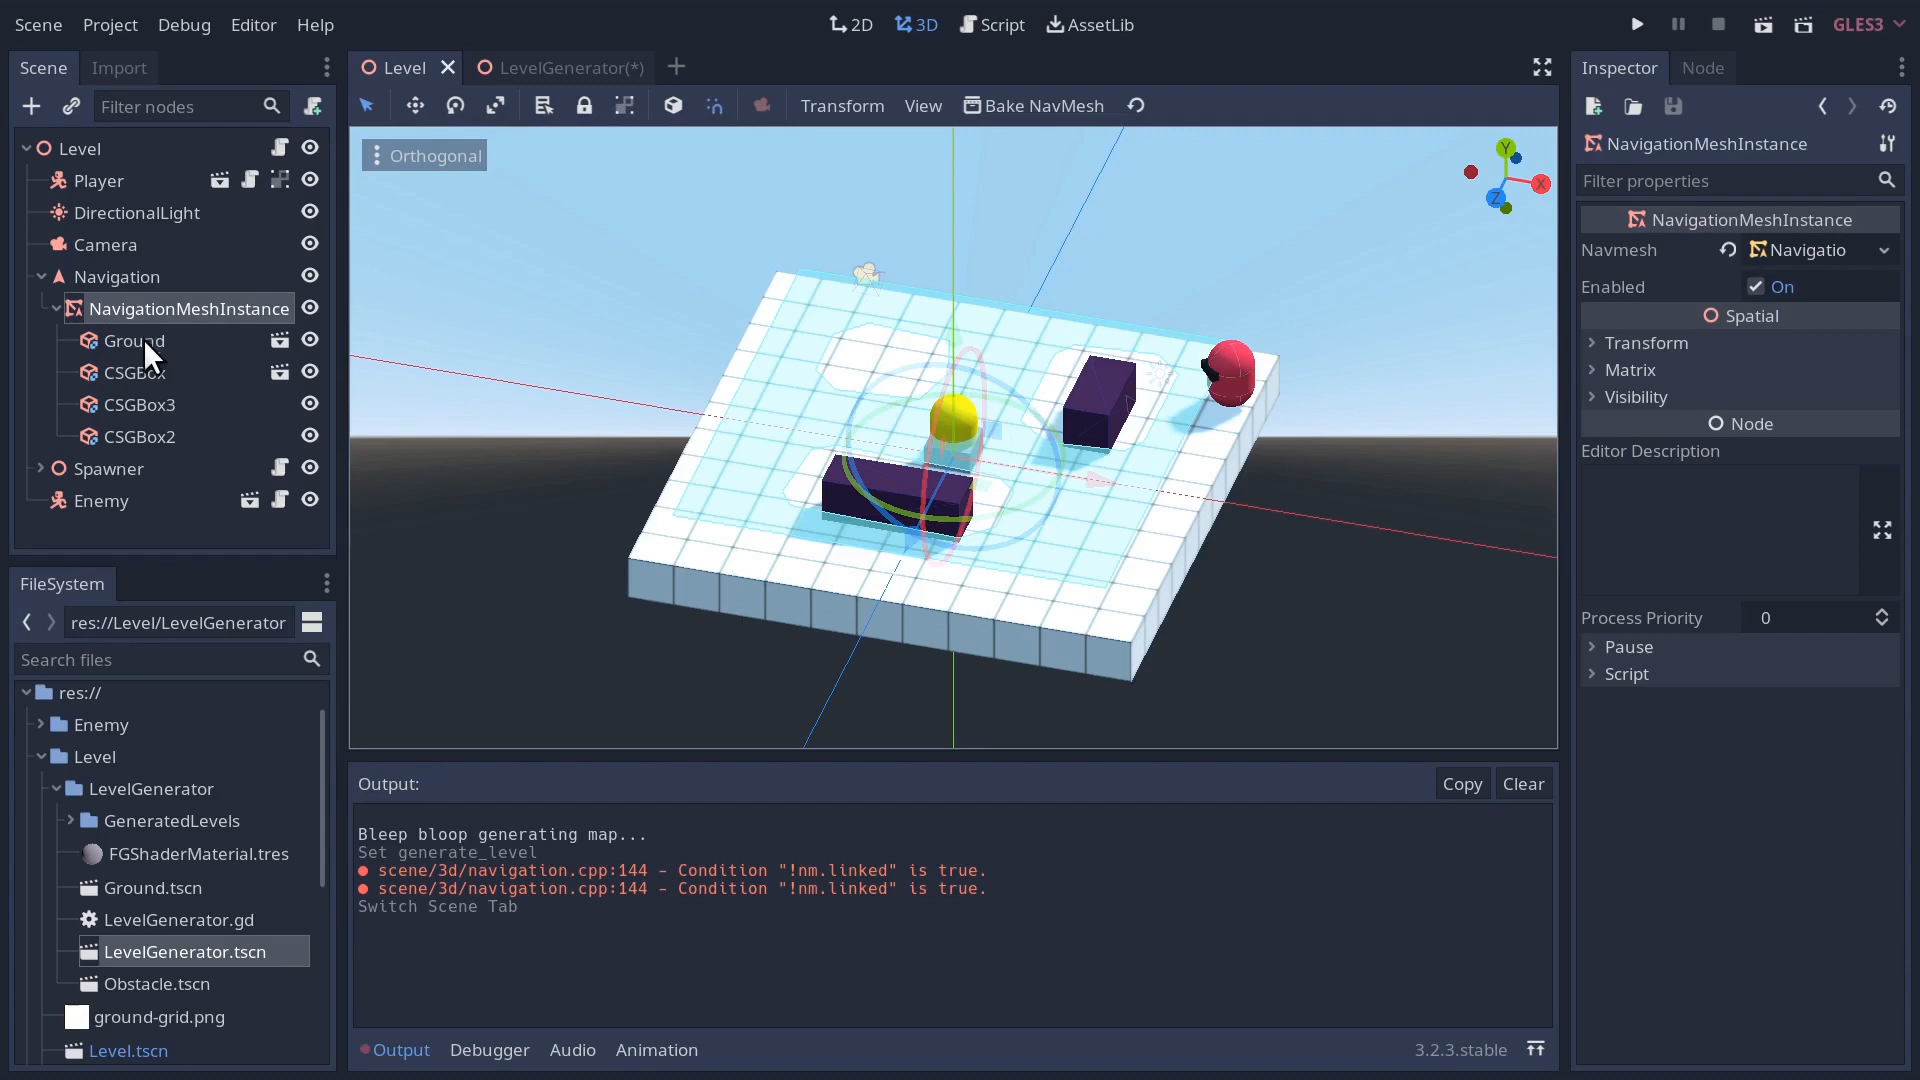 Scene Project Debug Editor Help
2D 3D Script AssetLib
GLES3
Scene Import
Filter nodes
Level
Player
DirectionalLight
Camera
Navigation
NavigationMeshInstance
Ground
CSGBox
CSGBox3
CSGBox2
Spawner
Enemy
FileSystem
res://Level/LevelGenerator
Search files
res://
Enemy
Level
LevelGenerator
GeneratedLevels
FGShaderMaterial.tres
Ground.tscn
LevelGenerator.gd
LevelGenerator.tscn
Obstacle.tscn
ground-grid.png
Level.tscn
Level LevelGenerator(*)
Transform View Bake NavMesh
Orthogonal
Y
X
Z
Output:
Copy Clear
Bleep bloop generating map...
Set generate_level
scene/3d/navigation.cpp:144 - Condition "!nm.linked" is true.
scene/3d/navigation.cpp:144 - Condition "!nm.linked" is true.
Switch Scene Tab
Output Debugger Audio Animation
3.2.3.stable
Inspector Node
NavigationMeshInstance
Filter properties
NavigationMeshInstance
Navmesh Navigatio
Enabled On
Spatial
Transform
Matrix
Visibility
Node
Editor Description
Process Priority 0
Pause
Script